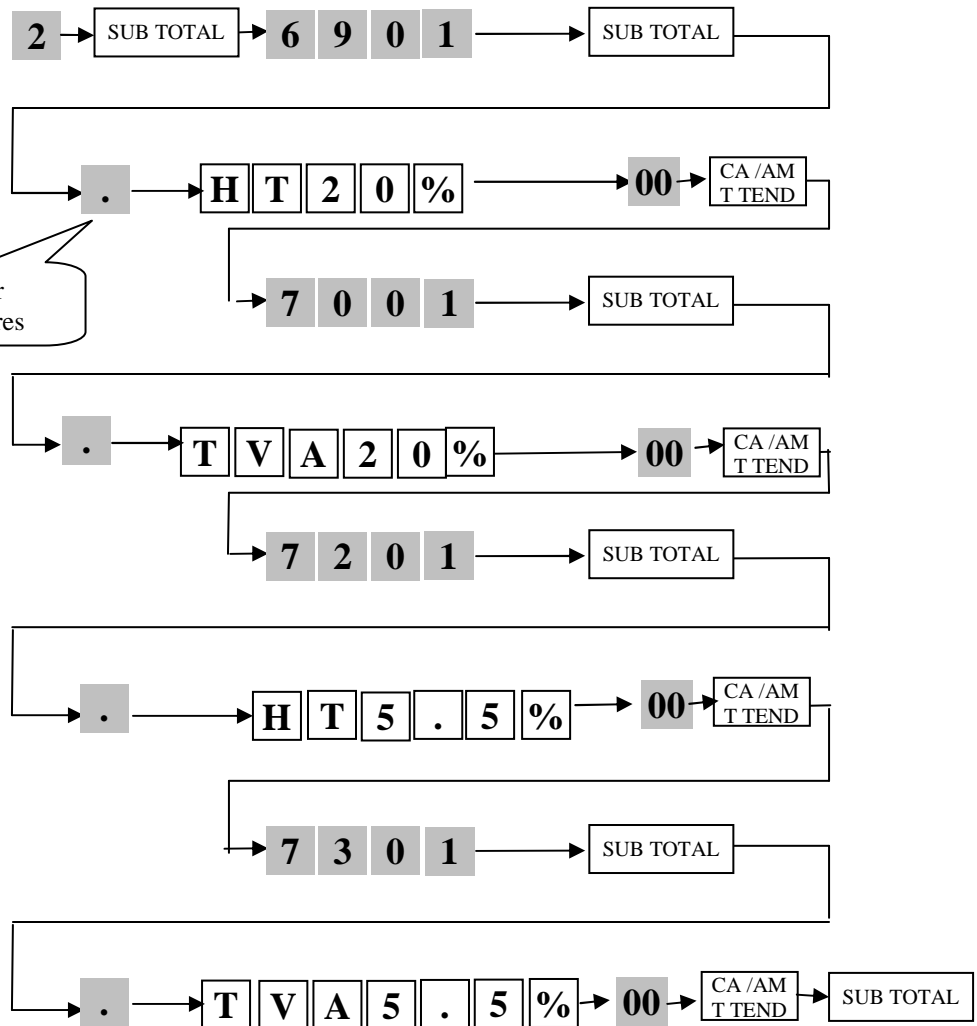 2 SUB TOTAL 6 9 0 1 SUB TOTAL
. H T 2 0 % 00 CA /AM
T TEND
7 0 0 1 SUB TOTAL
. T V A 2 0 % 00 CA /AM
T TEND
7 2 0 1 SUB TOTAL
. H T 5 . 5 % 00 CA /AM
T TEND
7 3 0 1 SUB TOTAL
. T V A 5 . 5 % 00 CA /AM
T TEND
SUB TOTAL